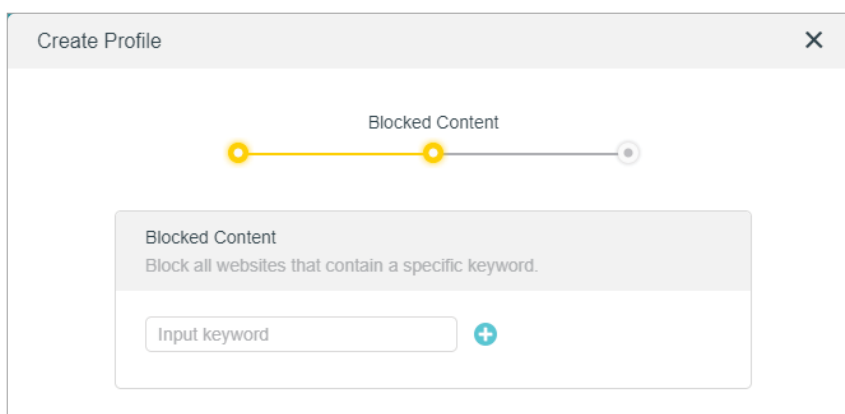 Create Profile
Blocked Content
Blocked Content
Block all websites that contain a specific keyword.
Input keyword